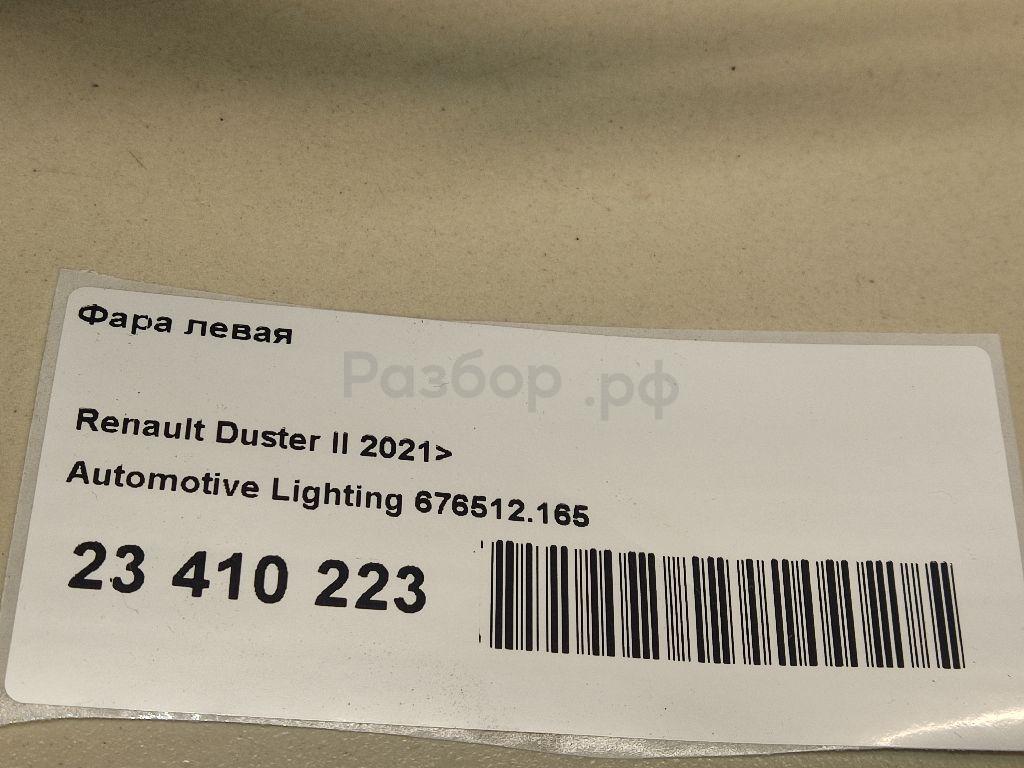 Фара левая
Разбор.рф
Renault Duster II 2021>
Automotive Lighting 676512.165
23 410 223